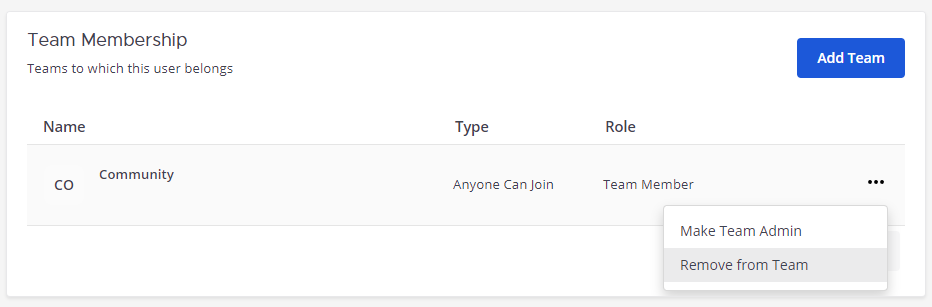 Team Membership
Teams to which this user belongs
Add Team
Name Type Role
CO Community Anyone Can Join Team Member
Make Team Admin
Remove from Team